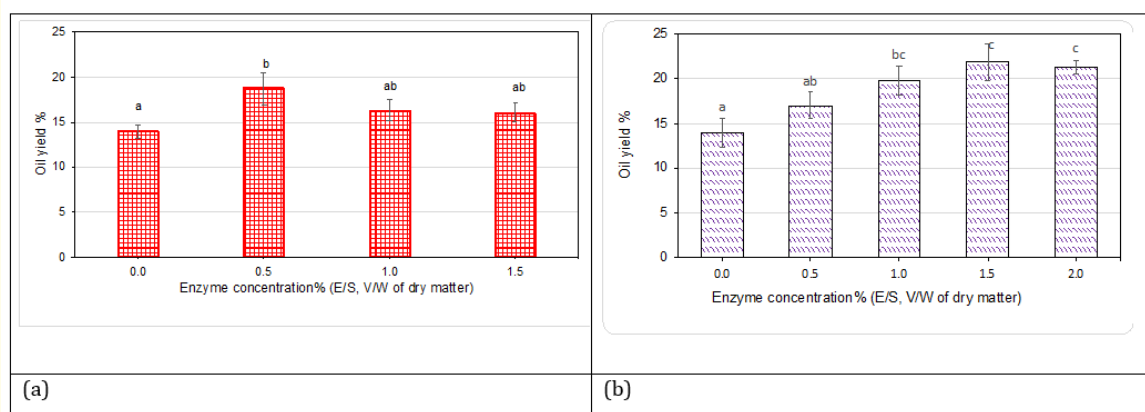 25
20
15
10
5
0
Oil yield %
a
b
ab
ab
0.0
0.5
1.0
1.5
Enzyme concentration% (E/S, V/W of dry matter)
(a)
25
20
15
10
5
0
Oil yield %
a
ab
bc
c
c
0.0
0.5
1.0
1.5
2.0
Enzyme concentration% (E/S, V/W of dry matter)
(b)